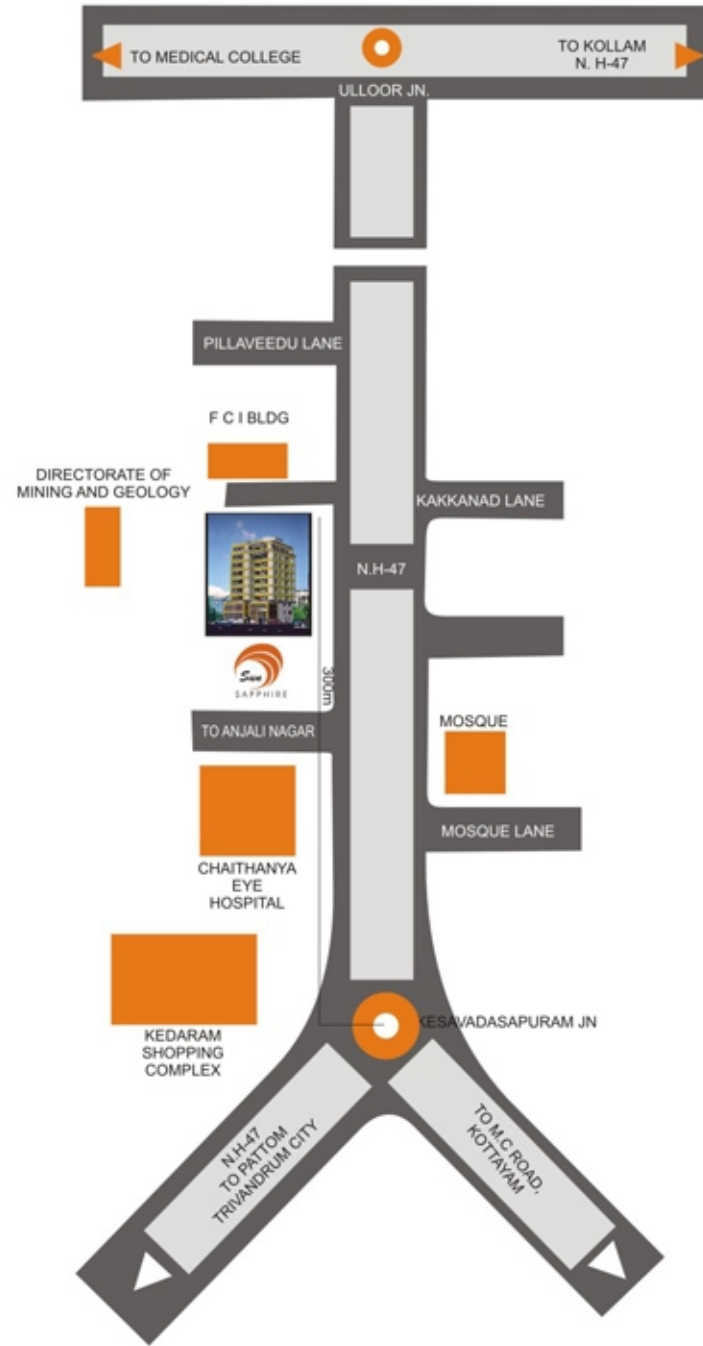 TO MEDICAL COLLEGE
TO KOLLAM
N. H-47
ULLOOR JN.
PILLAVEEDU LANE
F C I BLDG
DIRECTORATE OF
MINING AND GEOLOGY
KAKKANAD LANE
N.H-47
Sun
SAPPHIRE
300m
TO ANJALI NAGAR
MOSQUE
MOSQUE LANE
CHAITHANYA
EYE
HOSPITAL
KESAVADASAPURAM JN
KEDARAM
SHOPPING
COMPLEX
N.H-47
TO PATTOM
TRIVANDRUM CITY
TO M.C ROAD,
KOTTAYAM